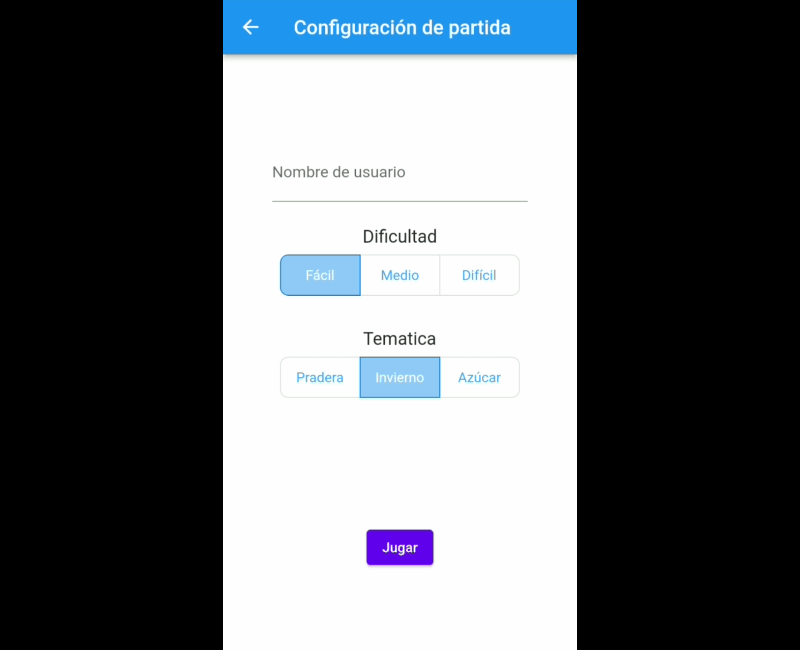 Configuración de partida
Nombre de usuario
Dificultad
Fácil Medio Difícil
Tematica
Pradera Invierno Azúcar
Jugar